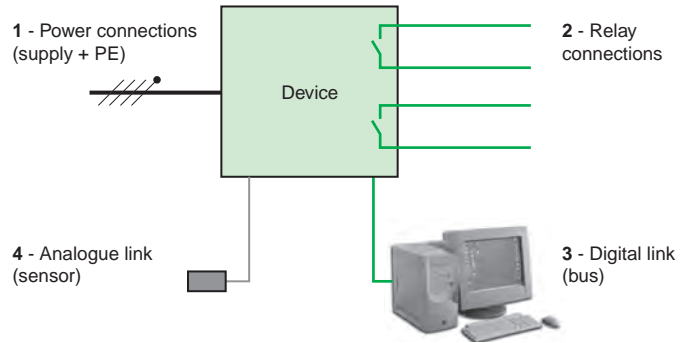 1 - Power connections
(supply + PE)
2 - Relay
connections
Device
4 - Analogue link
(sensor)
3 - Digital link
(bus)